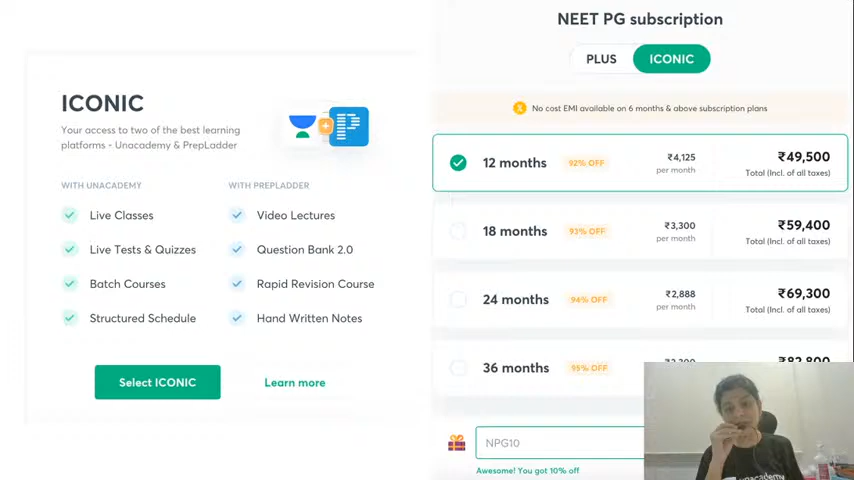 ICONIC
Your access to two of the best learning
platforms - Unacademy & PrepLadder
WITH UNACADEMY
Live Classes
Live Tests & Quizzes
Batch Courses
Structured Schedule
WITH PREPLADDER
Video Lectures
Question Bank 2.0
Rapid Revision Course
Hand Written Notes
Select ICONIC
Learn more
NEET PG subscription
PLUS
ICONIC
No cost EMI available on 6 months & above subscription plans
12 months 92% OFF ₹4,125 per month ₹49,500
Total (Incl. of all taxes)
18 months 93% OFF ₹3,300 per month ₹59,400
Total (Incl. of all taxes)
24 months 94% OFF ₹2,888 per month ₹69,300
Total (Incl. of all taxes)
36 months 95% OFF ₹82,800
NPG10
Awesome! You got 10% off
unacademy